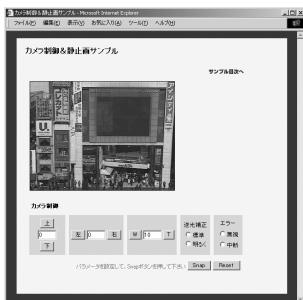 カメラ制御&静止画サンプル - Microsoft Internet Explorer
ファイル(F) 編集(E) 表示(V) お気に入り(A) ツール(T) ヘルプ(H)
カメラ制御&静止画サンプル
サンプル目次へ
U.
カメラ制御
上
0
下
左 0 右
W 10 T
逆光補正
標準
明るく
エラー
無視
中断
パラメータを設定して、Snapボタンを押して下さい
Snap Reset